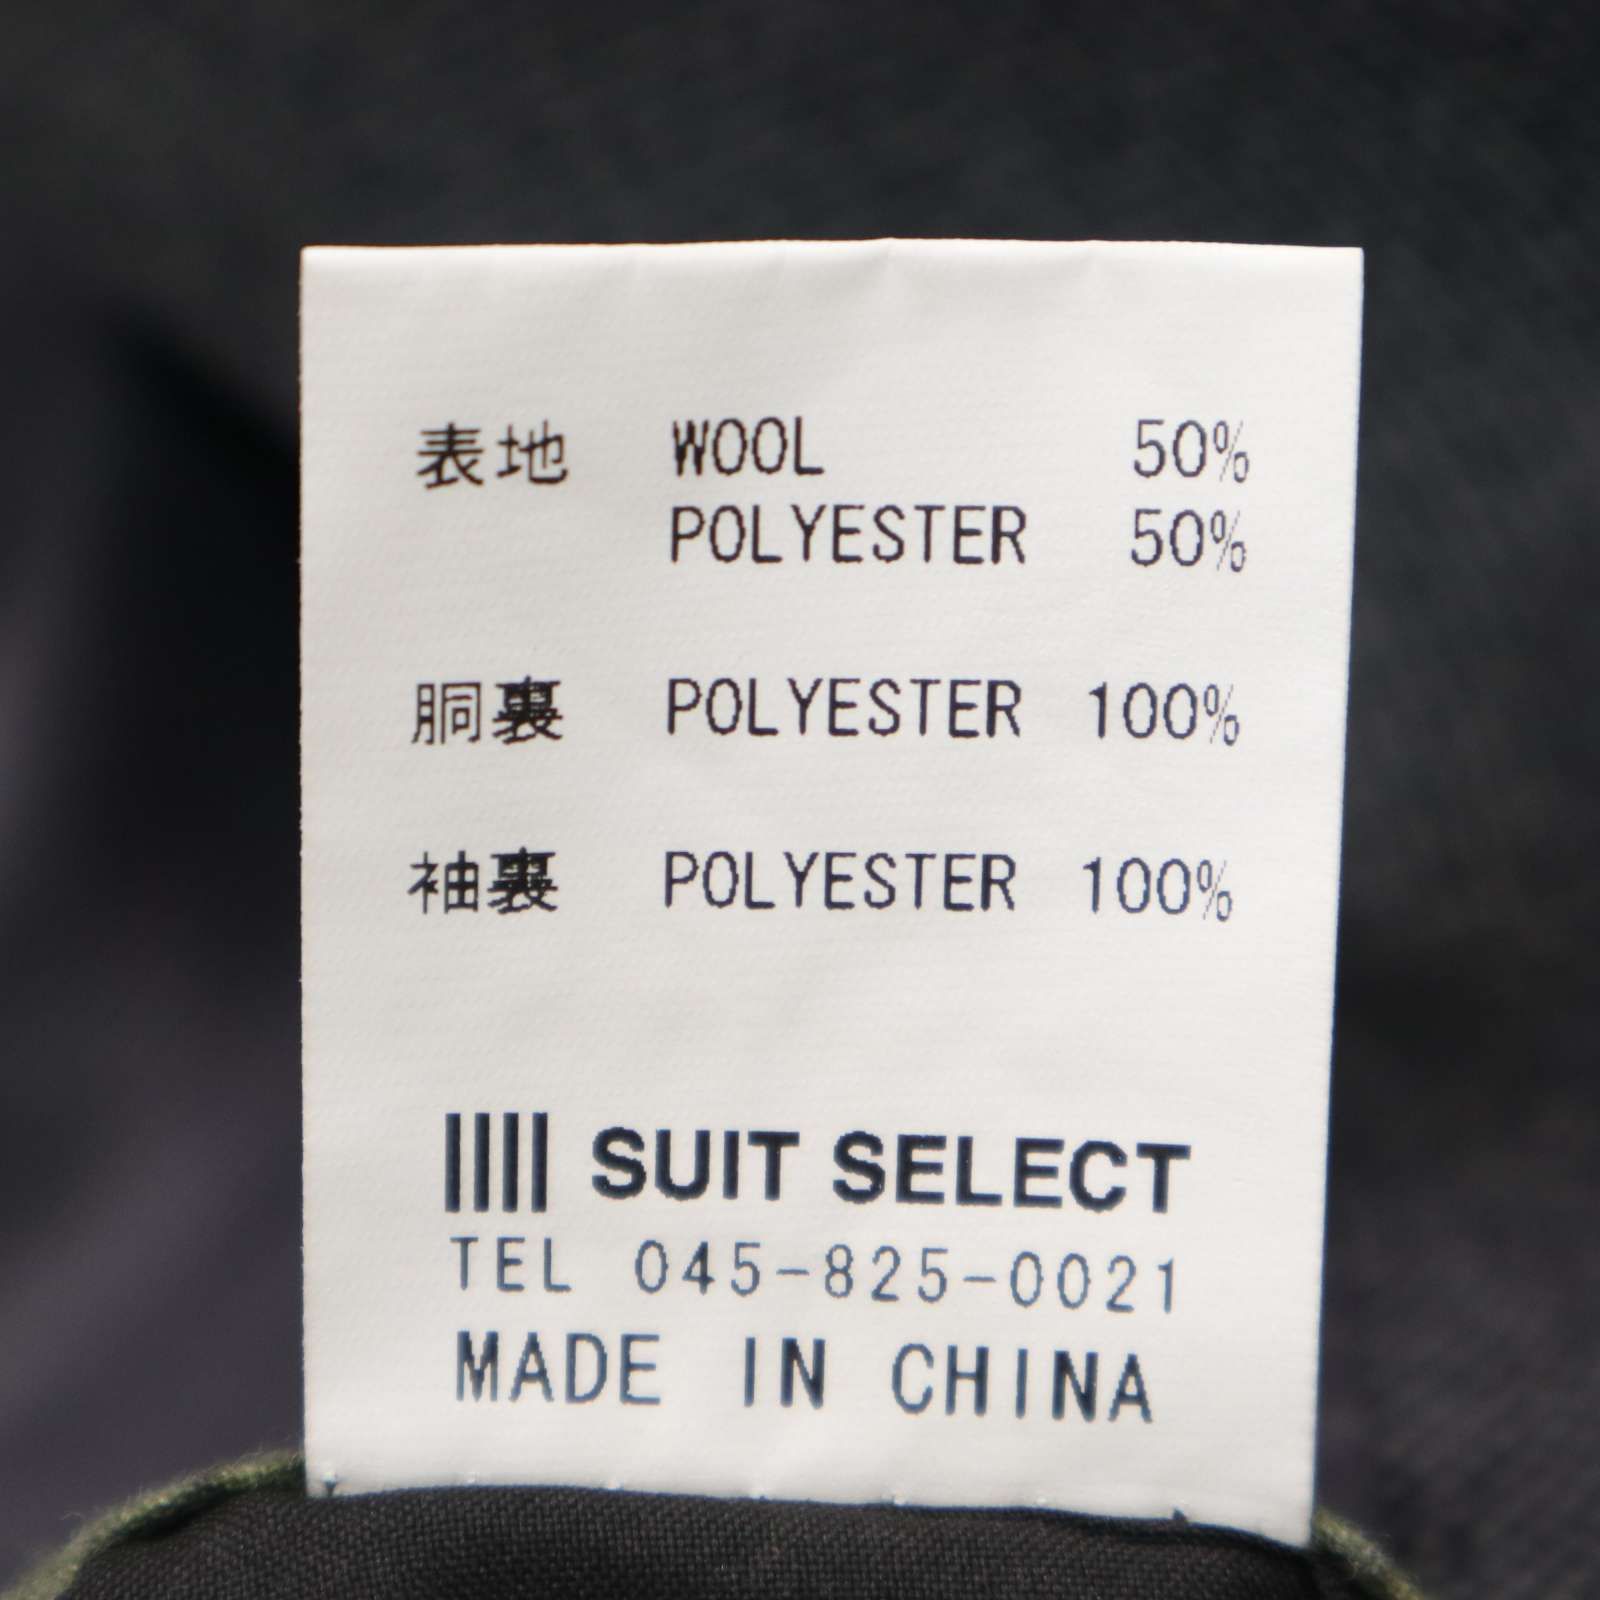 表地 WOOL 50%
POLYESTER 50%
胴裏 POLYESTER 100%
袖裏 POLYESTER 100%
SUIT SELECT
TEL 045-825-0021
MADE IN CHINA